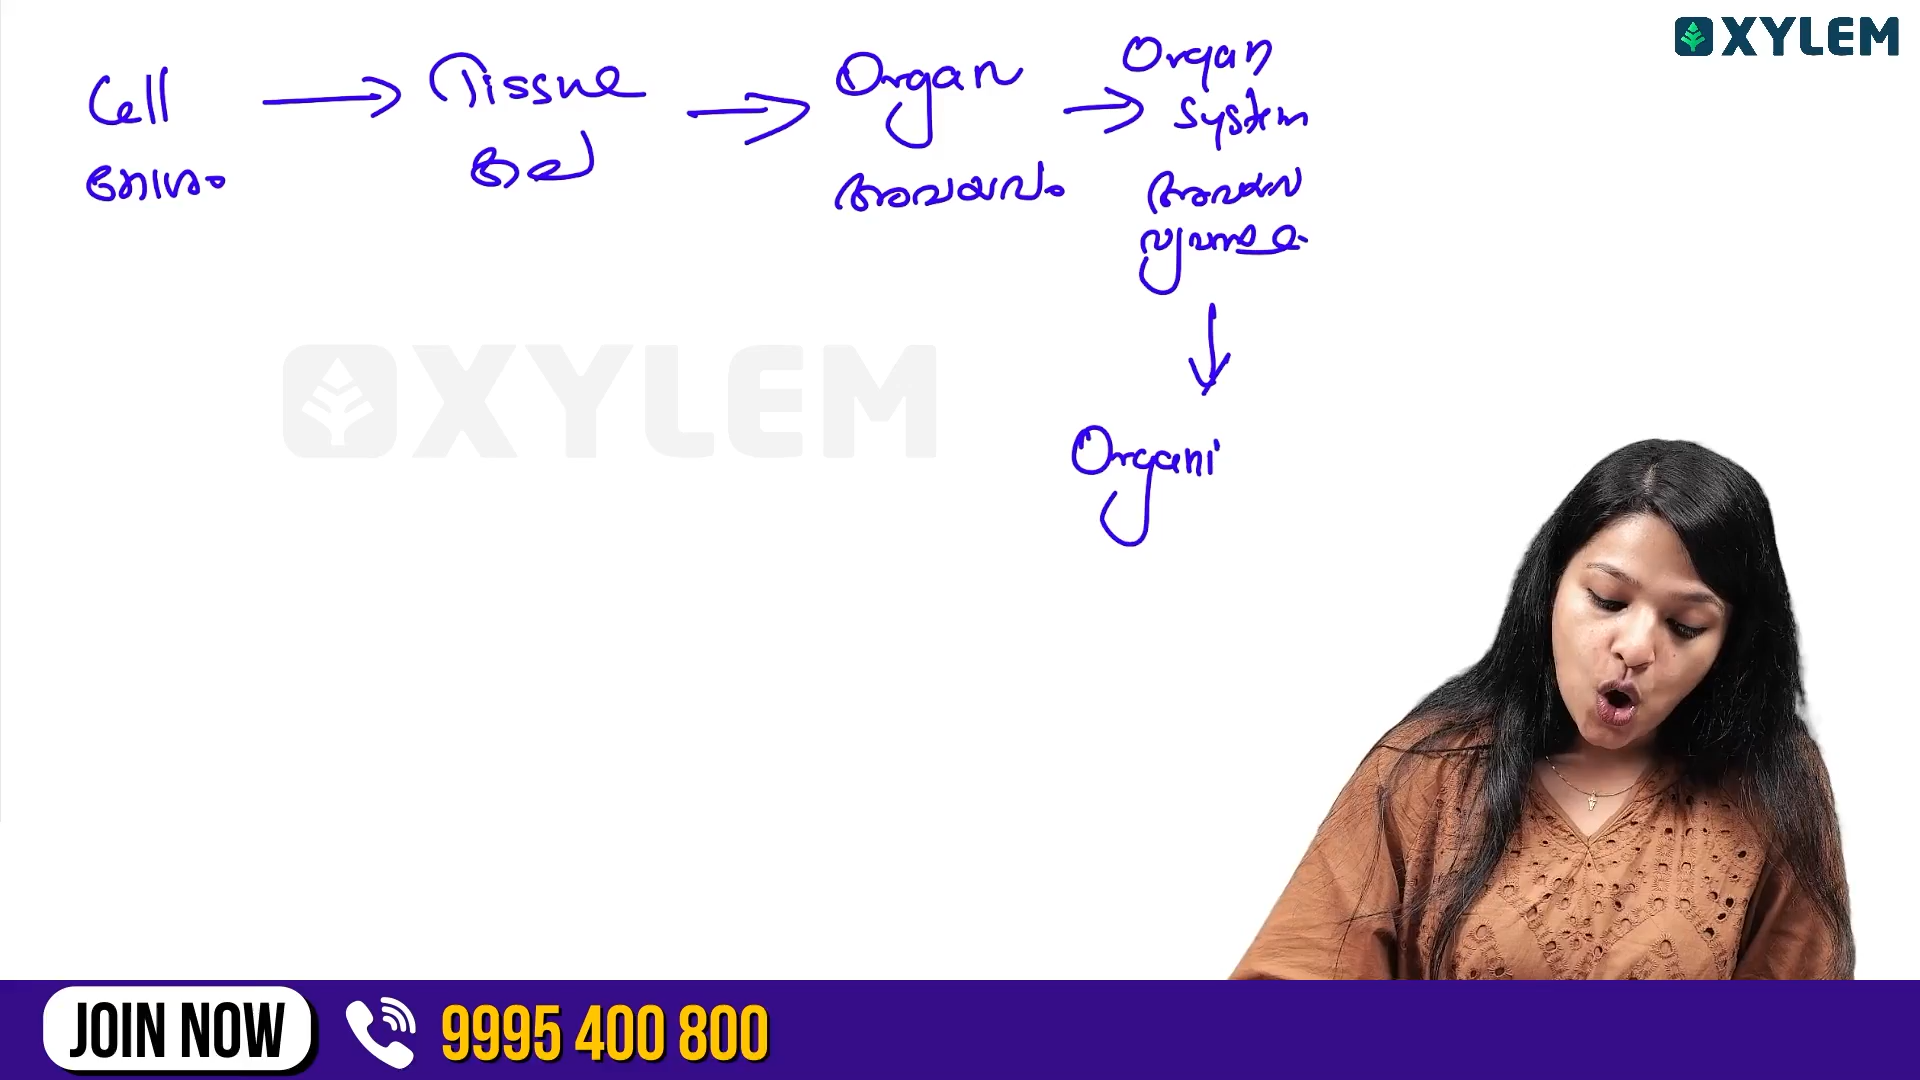 XYLEM
Cell → Tissue → Organ → Organ System
കോശം
കല
അവയവം
അവയവ
വ്യവസ്ഥ
↓
Organi
XYLEM
JOIN NOW 9995 400 800